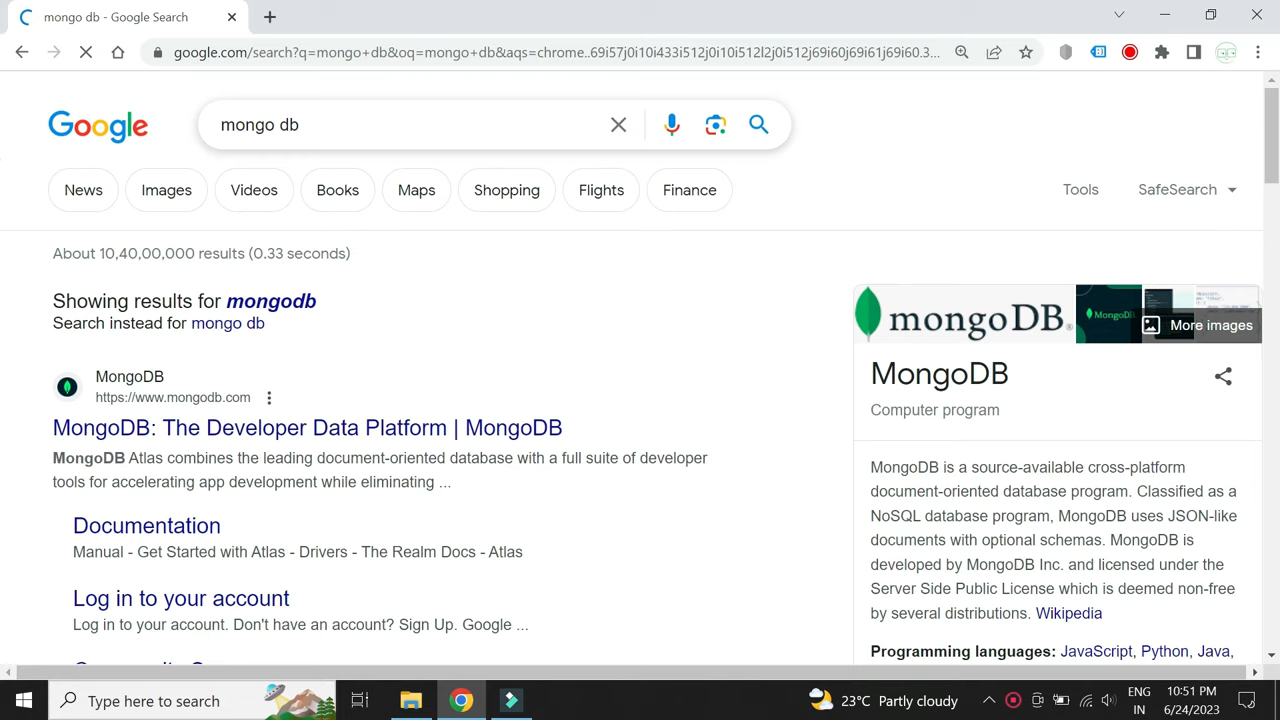 mongo db - Google Search
google.com/search?q=mongo+db&oq=mongo+db&aqs=chrome..69i57j0i10i433i512j0i10i512l2j0i512j69i60j69i61j69i60.3...
Google
mongo db
News
Images
Videos
Books
Maps
Shopping
Flights
Finance
Tools
SafeSearch
About 10,40,00,000 results (0.33 seconds)
Showing results for mongodb
Search instead for mongo db
MongoDB
https://www.mongodb.com
MongoDB: The Developer Data Platform | MongoDB
MongoDB Atlas combines the leading document-oriented database with a full suite of developer
tools for accelerating app development while eliminating ...
Documentation
Manual - Get Started with Atlas - Drivers - The Realm Docs - Atlas
Log in to your account
Log in to your account. Don't have an account? Sign Up. Google ...
mongoDB®
MongoDB
More images
MongoDB
Computer program
MongoDB is a source-available cross-platform
document-oriented database program. Classified as a
NoSQL database program, MongoDB uses JSON-like
documents with optional schemas. MongoDB is
developed by MongoDB Inc. and licensed under the
Server Side Public License which is deemed non-free
by several distributions. Wikipedia
Programming languages: JavaScript, Python, Java,
Type here to search
23°C Partly cloudy
ENG
IN
10:51 PM
6/24/2023